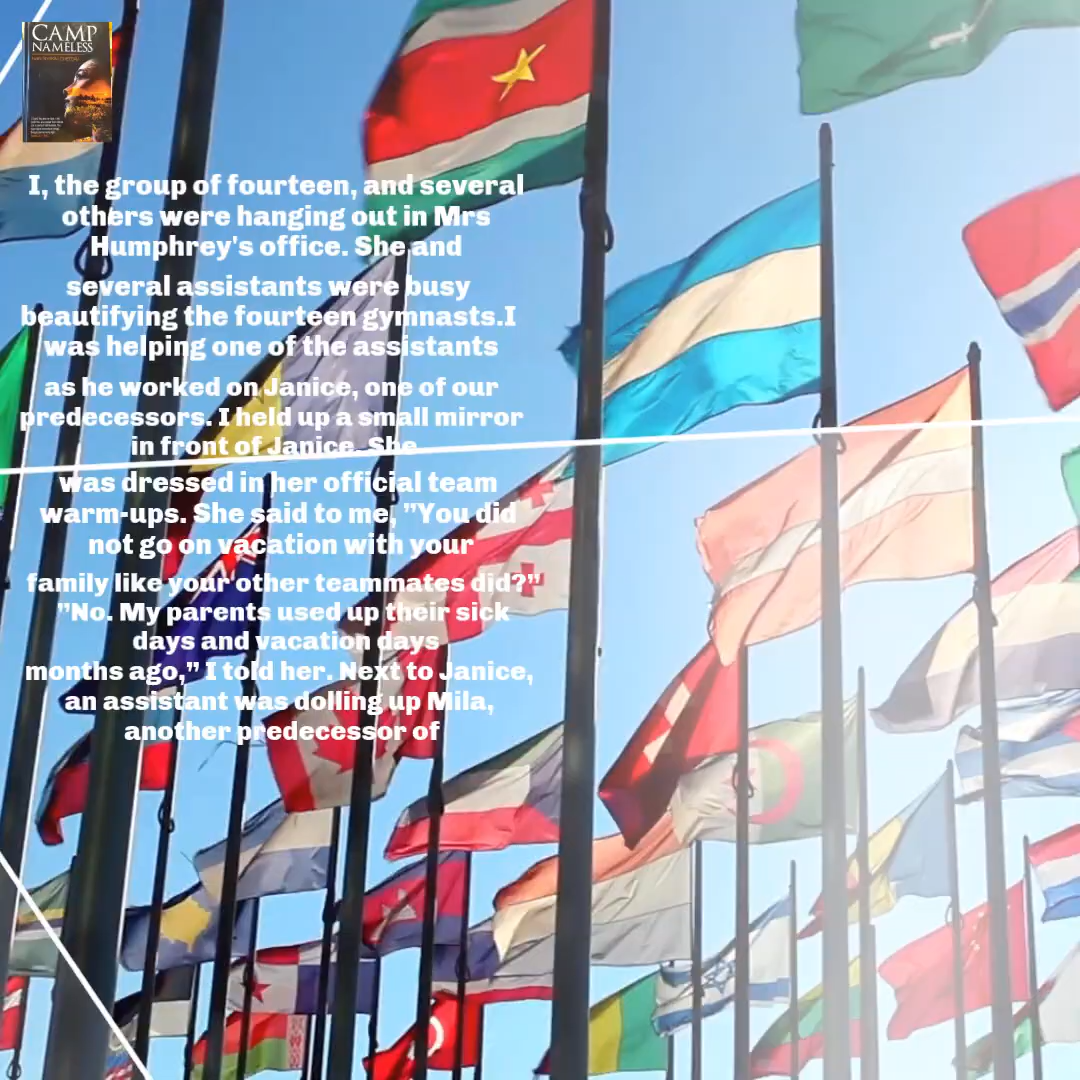 CAMP
NAMELESS
I, the group of fourteen, and several
others were hanging out in Mrs
Humphrey's office. She and
several assistants were busy
beautifying the fourteen gymnasts.I
was helping one of the assistants
as he worked on Janice, one of our
predecessors. I held up a small mirror
in front of Janice. She
was dressed in her official team
warm-ups. She said to me, ”You did
not go on vacation with your
family like your other teammates did?”
”No. My parents used up their sick
days and vacation days
months ago,” I told her. Next to Janice,
an assistant was dolling up Mila,
another predecessor of